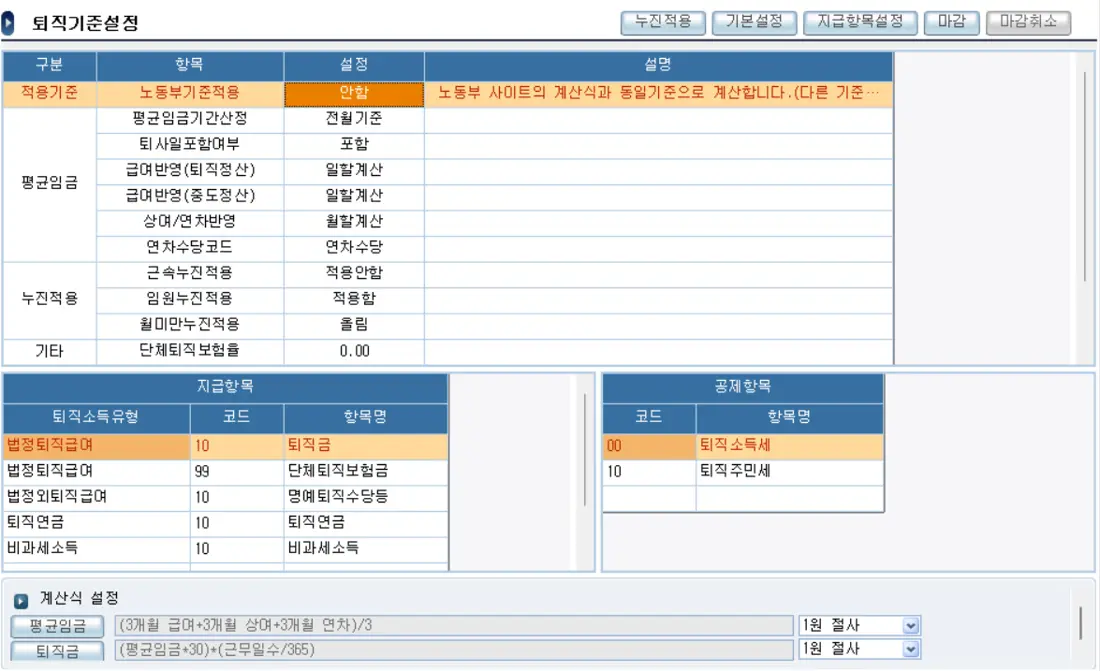 퇴직기준설정 누진적용 기본설정 지급항목설정 마감 마감취소
구분 항목 설정 설명
적용기준 노동부기준적용 안함 노동부 사이트의 계산식과 동일기준으로 계산합니다.(다른 기준…
평균임금 평균임금기간산정 전월기준
퇴사일포함여부 포함
급여반영(퇴직정산) 일할계산
급여반영(중도정산) 일할계산
상여/연차반영 월할계산
연차수당코드 연차수당
누진적용 근속누진적용 적용안함
임원누진적용 적용함
월미만누진적용 올림
기타 단체퇴직보험율 0.00
지급항목
퇴직소득유형 코드 항목명
법정퇴직급여 10 퇴직금
법정퇴직급여 99 단체퇴직보험금
법정외퇴직급여 10 명예퇴직수당등
퇴직연금 10 퇴직연금
비과세소득 10 비과세소득
공제항목
코드 항목명
00 퇴직소득세
10 퇴직주민세
계산식 설정
평균임금 (3개월 급여+3개월 상여+3개월 연차)/3 1원 절사
퇴직금 (평균임금*30)*(근무일수/365) 1원 절사